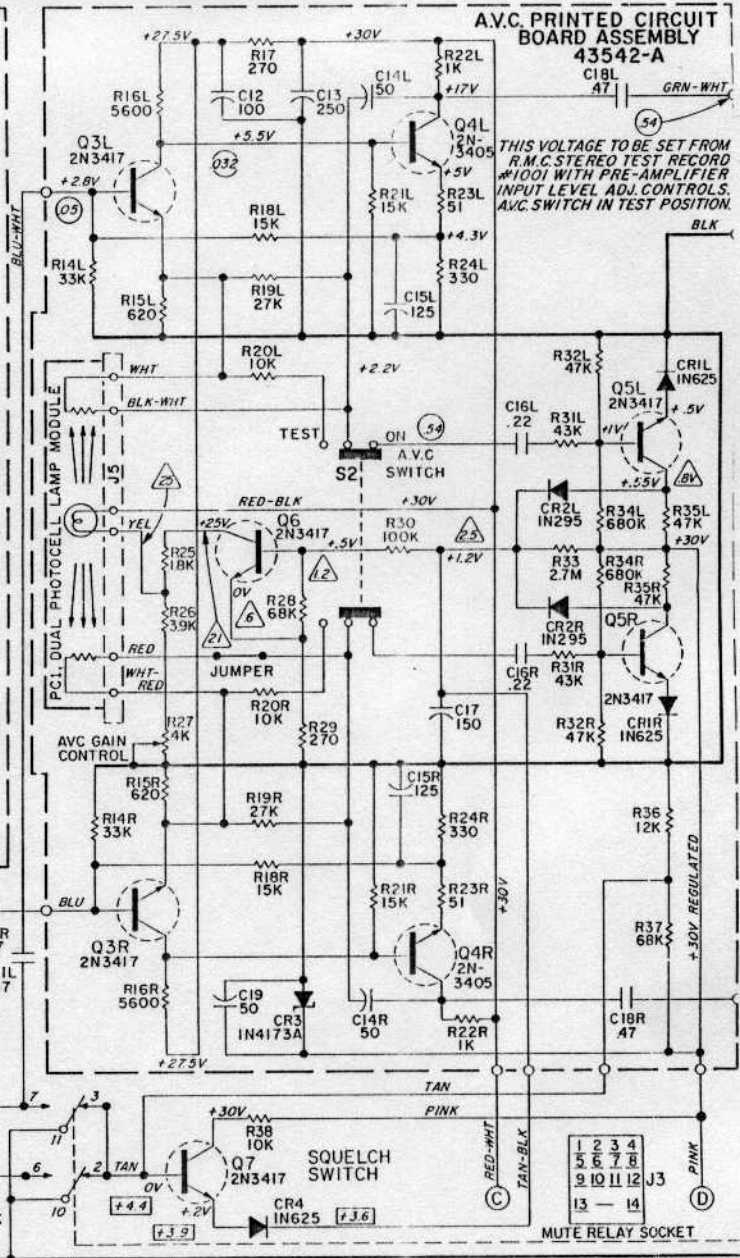 A.V.C. PRINTED CIRCUIT
BOARD ASSEMBLY
43542-A
+27.5V
R17
270
+30V
R22L
1K
C14L
50
C18L
.47
GRN-WHT
R16L
5600
C12
100
C13
250
+17V
.54
Q3L
2N3417
+5.5V
Q4L
2N-
3405
THIS VOLTAGE TO BE SET FROM
R.M.C. STEREO TEST RECORD
#1001 WITH PRE-AMPLIFIER
INPUT LEVEL ADJ. CONTROLS.
A.V.C. SWITCH IN TEST POSITION.
+2.8V
.032
+5V
.05
R21L
15K
R23L
51
BLU-WHT
R18L
15K
+4.3V
BLK
R14L
33K
R19L
27K
R24L
330
R15L
620
C15L
125
R20L
10K
+2.2V
R32L
47K
CR1L
1N625
WHT
Q5L
2N3417
BLK-WHT
C16L
.22
R31L
43K
+.5V
+1V
TEST
ON
.54
A.V.C.
SWITCH
S2
J5
PC1, DUAL PHOTOCELL LAMP MODULE
.25
+.55V
.8V
RED-BLK
+30V
CR2L
1N295
R34L
680K
R35L
47K
YEL
+25V
Q6
2N3417
R30
100K
2.5
+30V
+.5V
+1.2V
R25
1.8K
1.2
R33
2.7M
R34R
680K
R35R
47K
0V
R28
68K
.6
R26
3.9K
21
CR2R
1N295
Q5R
RED
JUMPER
WHT-
RED
C16R
.22
R31R
43K
2N3417
R20R
10K
C17
150
R27
4K
R29
270
R32R
47K
CR1R
1N625
AVC GAIN
CONTROL
R15R
620
C15R
125
R14R
33K
R19R
27K
R24R
330
R36
12K
R18R
15K
R21R
15K
R23R
51
+30V
+30V REGULATED
BLU
R37
68K
Q3R
2N3417
Q4R
2N-
3405
R16R
5600
C19
50
CR3
1N4173A
C14R
50
R22R
1K
C18R
.47
+27.5V
TAN
7
3
+30V
R38
10K
PINK
11
6
2
TAN
Q7
2N3417
SQUELCH
SWITCH
RED-WHT
TAN-BLK
PINK
0V
10
+4.4
+.2V
+3.9
CR4
1N625
+3.6
C
D
1 2 3 4
5 6 7 8
9 10 11 12
13 — 14
J3
MUTE RELAY SOCKET